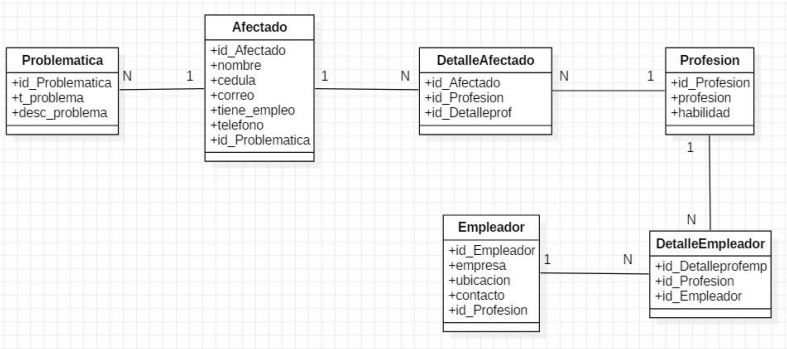 Problematica
+id_Problematica
+t_problema
+desc_problema
N
1
Afectado
+id_Afectado
+nombre
+cedula
+correo
+tiene_empleo
+telefono
+id_Problematica
1
N
DetalleAfectado
+id_Afectado
+id_Profesion
+id_Detalleprof
N
1
Profesion
+id_Profesion
+profesion
+habilidad
1
N
Empleador
+id_Empleador
+empresa
+ubicacion
+contacto
+id_Profesion
1
N
DetalleEmpleador
+id_Detalleprofemp
+id_Profesion
+id_Empleador